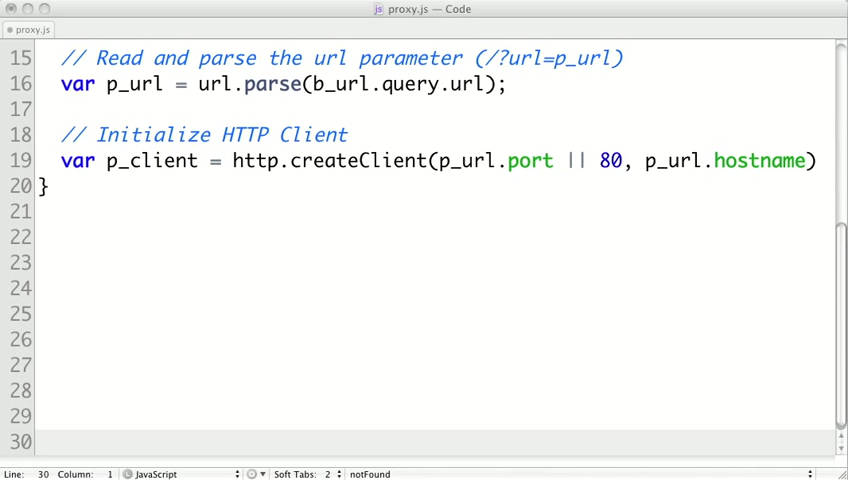 proxy.js — Code
proxy.js
15 // Read and parse the url parameter (/?url=p_url)
16 var p_url = url.parse(b_url.query.url);
17
18 // Initialize HTTP Client
19 var p_client = http.createClient(p_url.port || 80, p_url.hostname)
20 }
21
22
23
24
25
26
27
28
29
30
Line: 30 Column: 1 L JavaScript Soft Tabs: 2 notFound